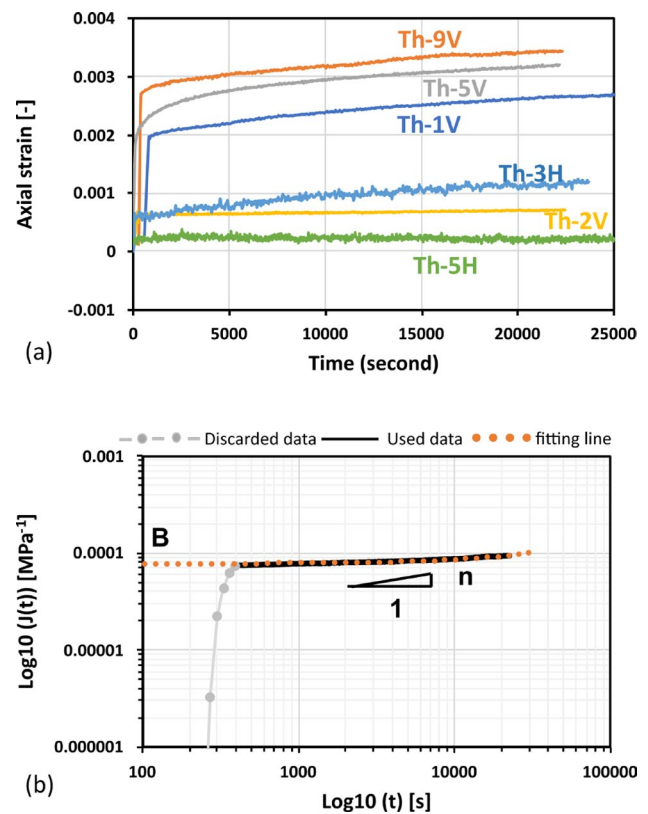 0.004
0.003
0.002
0.001
0
-0.001
Axial strain [-]
Th-9V
Th-5V
Th-1V
Th-3H
Th-2V
Th-5H
0 5000 10000 15000 20000 25000
Time (second)
(a)
Discarded data Used data fitting line
0.001
0.0001
0.00001
0.000001
Log10 (J(t)) [MPa⁻¹]
B
n
1
100 1000 10000 100000
Log10 (t) [s]
(b)